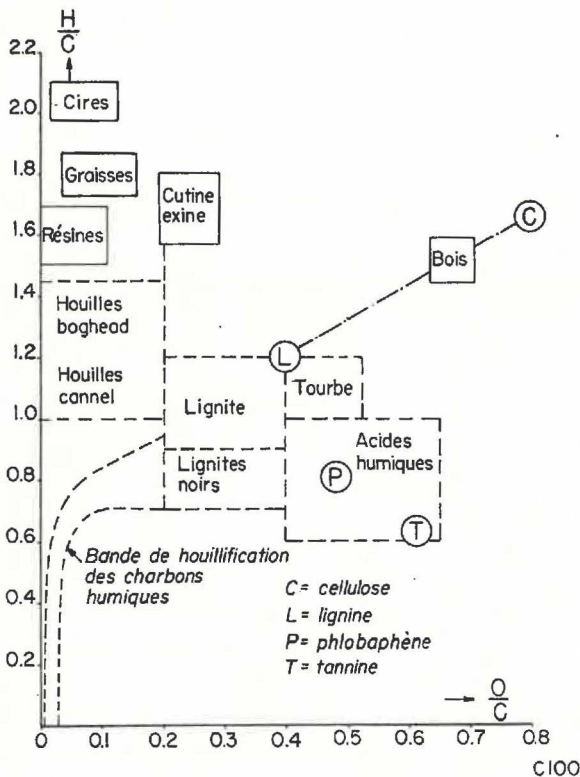 H
C
2.2
2.0
1.8
1.6
1.4
1.2
1.0
0.8
0.6
0.4
0.2
Cires
Graisses
Cutine
exine
Résines
C
Bois
Houilles
boghead
Houilles
cannel
L
Tourbe
Lignite
Lignites
noirs
Acides
humiques
P
T
Bande de houillification
des charbons
humiques
C= cellulose
L= lignine
P= phlobaphène
T= tannine
O
C
0 0.1 0.2 0.3 0.4 0.5 0.6 0.7 0.8
C100